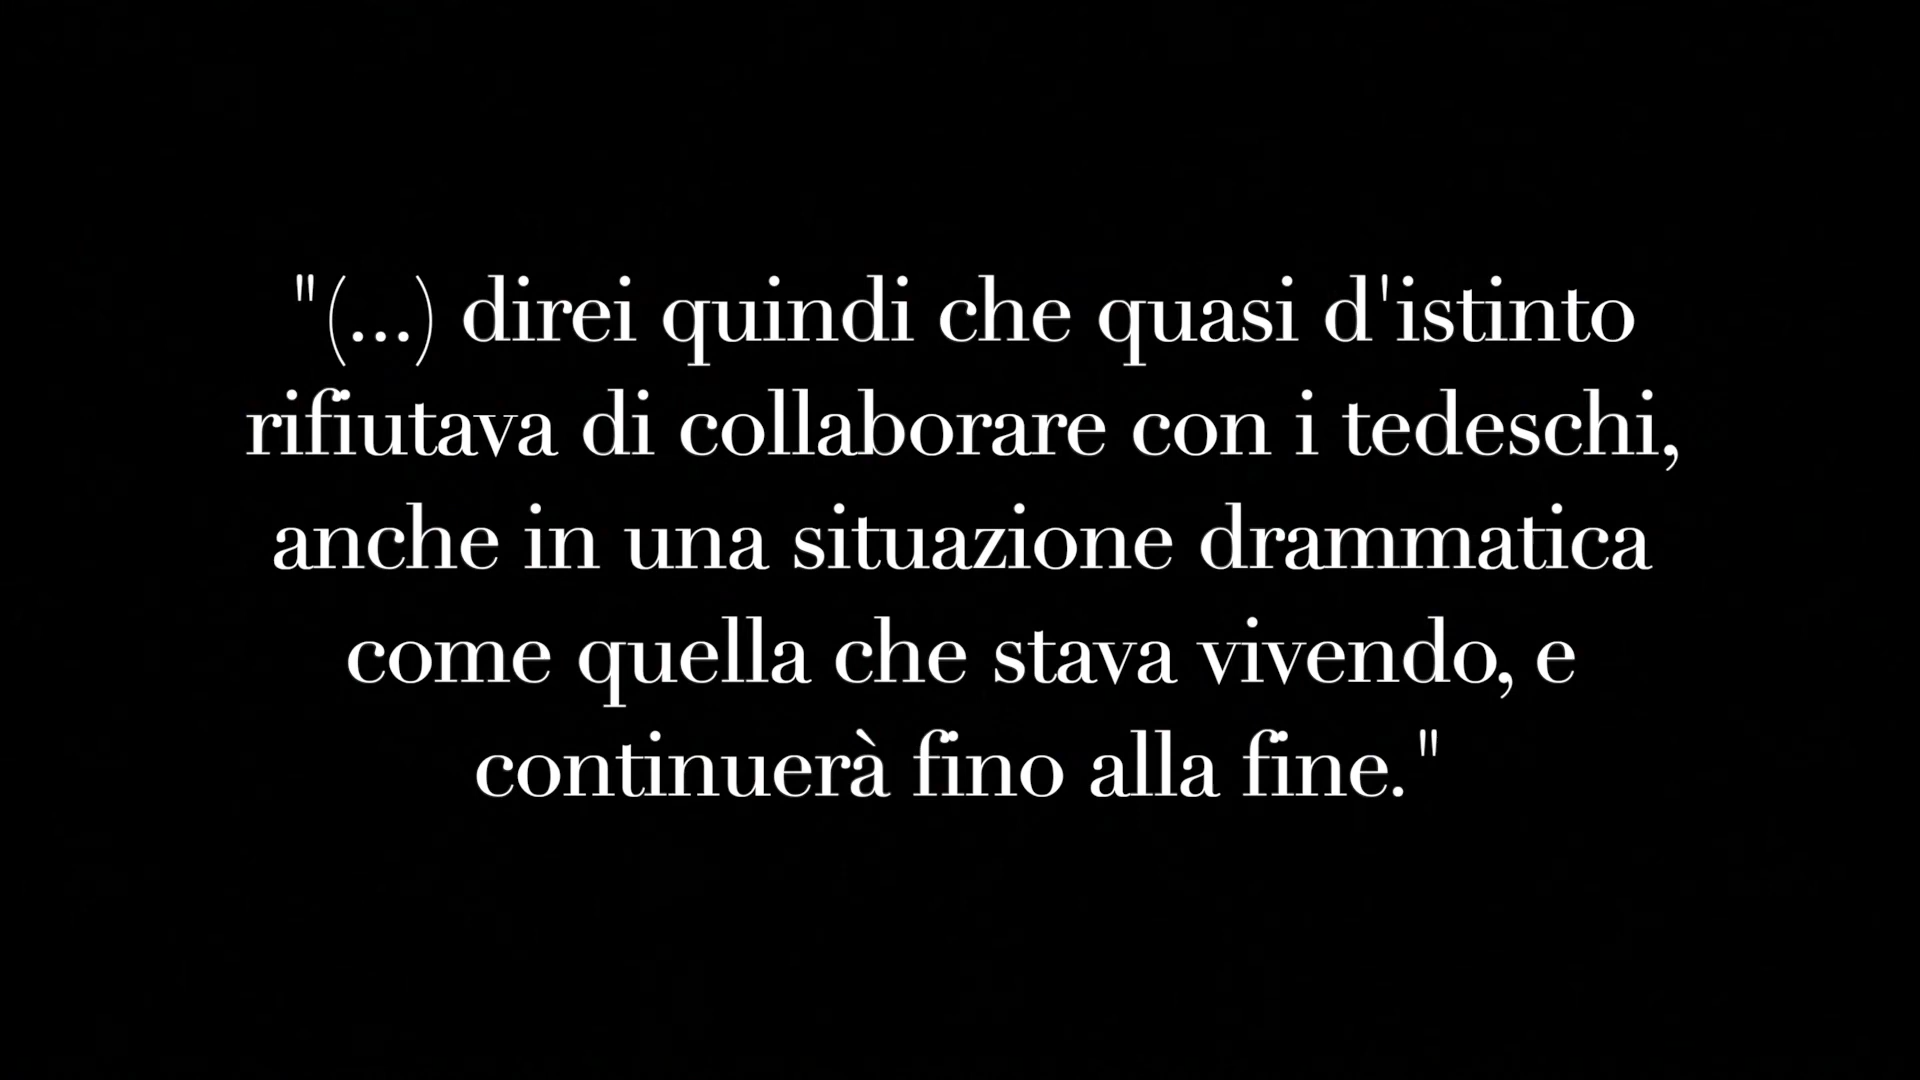 "(...) direi quindi che quasi d'istinto
rifiutava di collaborare con i tedeschi,
anche in una situazione drammatica
come quella che stava vivendo, e
continuerà fino alla fine."